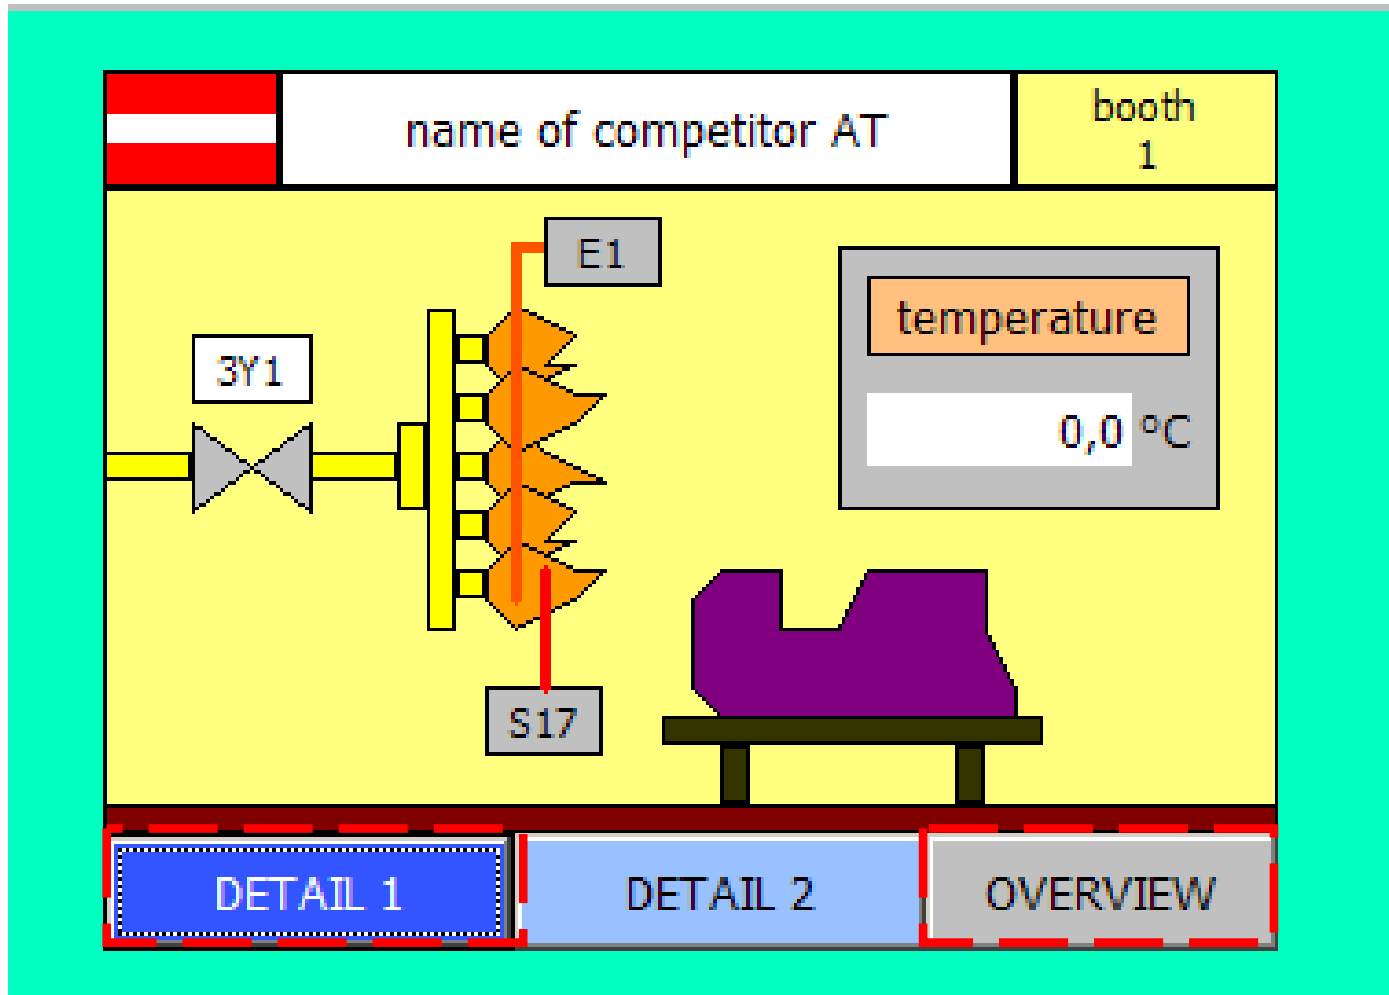 name of competitor AT
booth
1
E1
temperature
3Y1
0,0 °C
S17
DETAIL 1
DETAIL 2
OVERVIEW